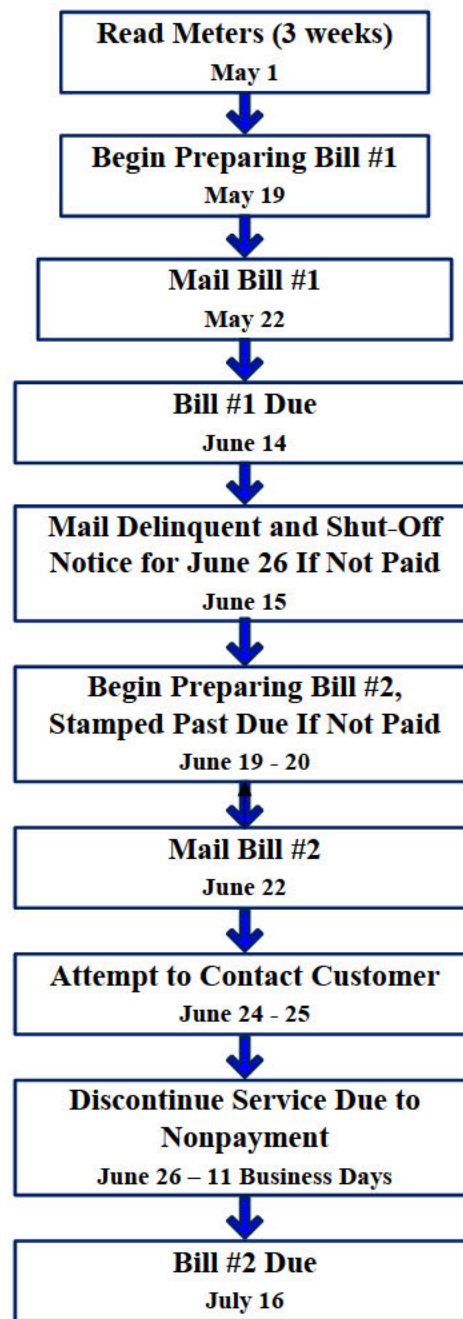 Read Meters (3 weeks)
May 1
Begin Preparing Bill #1
May 19
Mail Bill #1
May 22
Bill #1 Due
June 14
Mail Delinquent and Shut-Off
Notice for June 26 If Not Paid
June 15
Begin Preparing Bill #2,
Stamped Past Due If Not Paid
June 19 - 20
Mail Bill #2
June 22
Attempt to Contact Customer
June 24 - 25
Discontinue Service Due to
Nonpayment
June 26 – 11 Business Days
Bill #2 Due
July 16